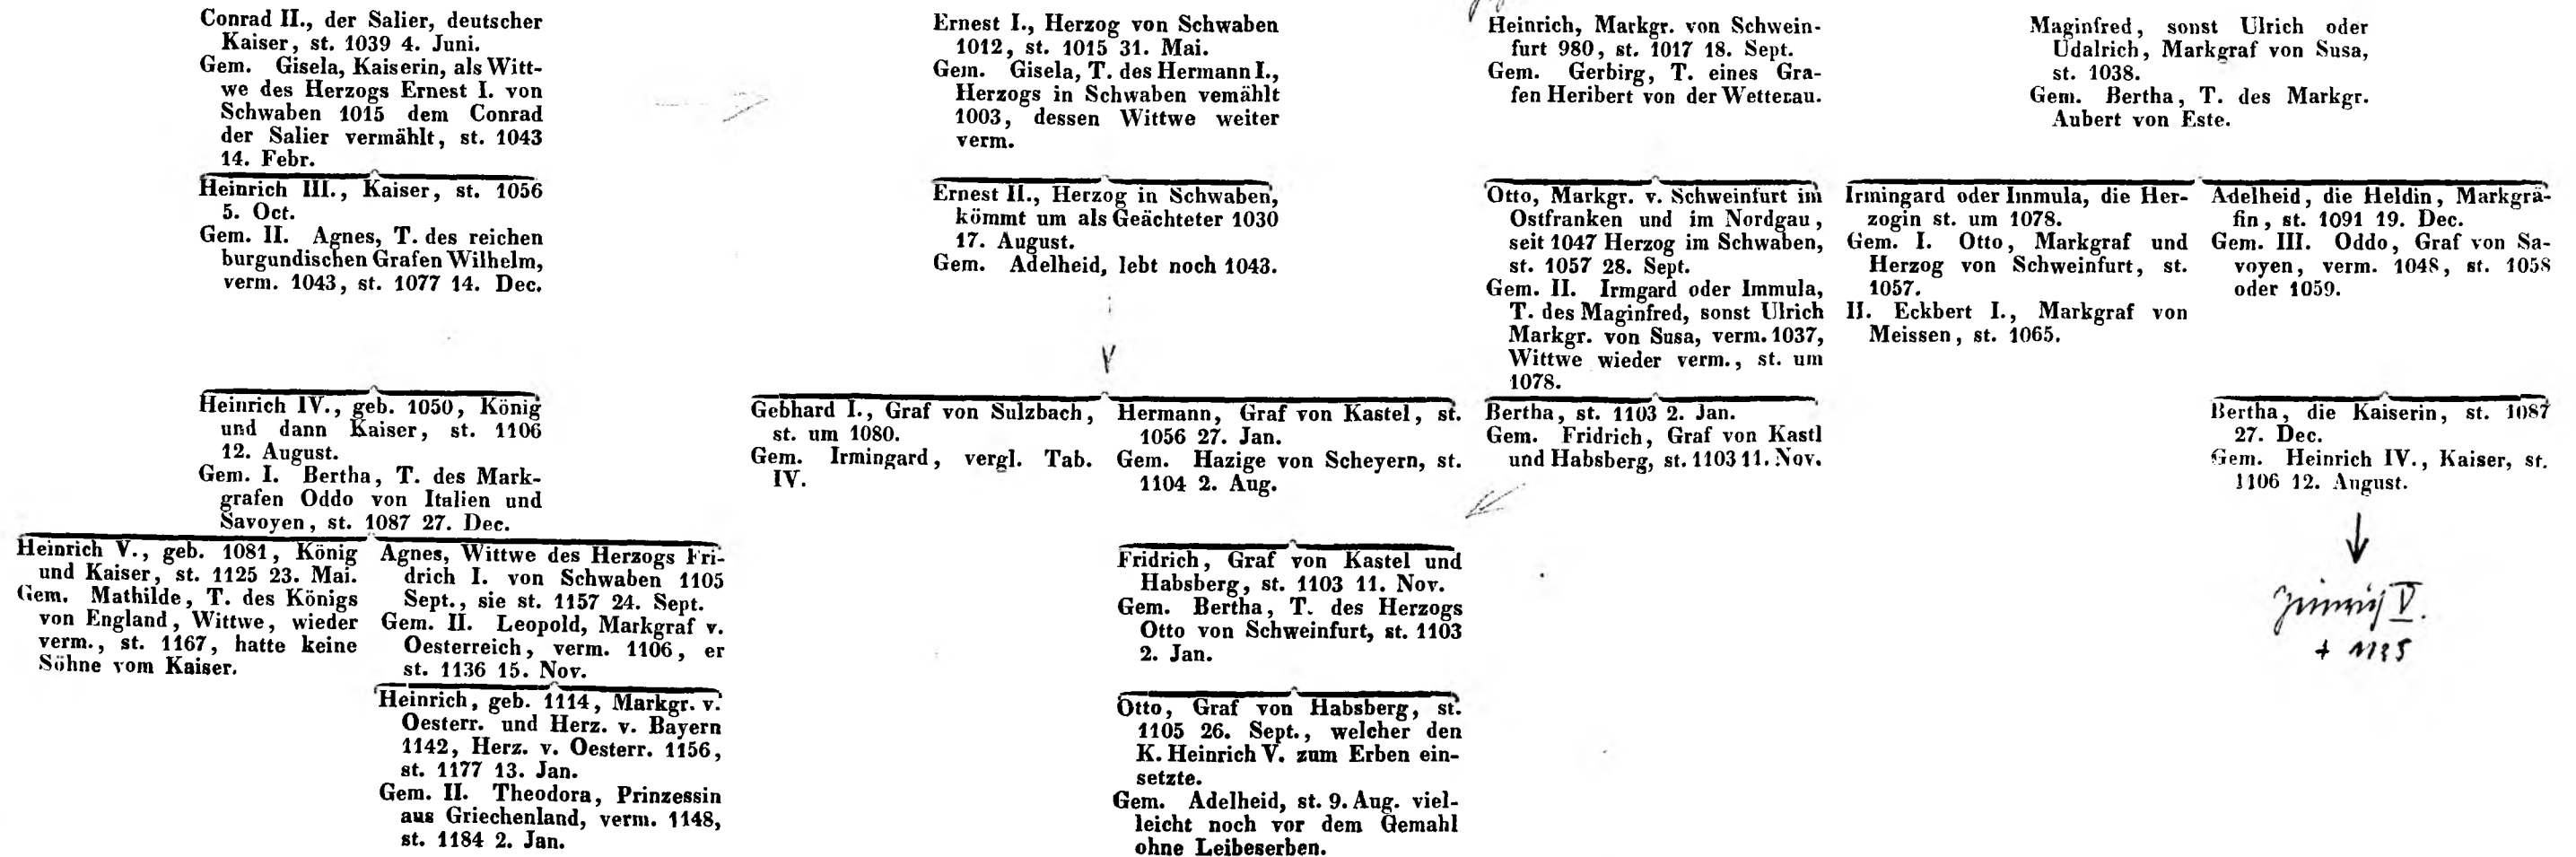 Conrad II., der Salier, deutscher
Kaiser, st. 1039 4. Juni.
Gem. Gisela, Kaiserin, als Witt-
we des Herzogs Ernest I. von
Schwaben 1015 dem Conrad
der Salier vermählt, st. 1043
14. Febr.
Ernest I., Herzog von Schwaben
1012, st. 1015 31. Mai.
Gem. Gisela, T. des Hermann I.,
Herzogs in Schwaben vemählt
1003, dessen Wittwe weiter
verm.
Heinrich, Markgr. von Schwein-
furt 980, st. 1017 18. Sept.
Gem. Gerbirg, T. eines Gra-
fen Heribert von der Wetterau.
Maginfred, sonst Ulrich oder
Udalrich, Markgraf von Susa,
st. 1038.
Gem. Bertha, T. des Markgr.
Aubert von Este.
Heinrich III., Kaiser, st. 1056
5. Oct.
Gem. II. Agnes, T. des reichen
burgundischen Grafen Wilhelm,
verm. 1043, st. 1077 14. Dec.
Ernest II., Herzog in Schwaben,
kömmt um als Geächteter 1030
17. August.
Gem. Adelheid, lebt noch 1043.
Otto, Markgr. v. Schweinfurt im
Ostfranken und im Nordgau,
seit 1047 Herzog im Schwaben,
st. 1057 28. Sept.
Gem. II. Irmgard oder Immula,
T. des Maginfred, sonst Ulrich
Markgr. von Susa, verm. 1037,
Wittwe wieder verm., st. um
1078.
Irmingard oder Immula, die Her-
zogin st. um 1078.
Gem. I. Otto, Markgraf und
Herzog von Schweinfurt, st.
1057.
II. Eckbert I., Markgraf von
Meissen, st. 1065.
Adelheid, die Heldin, Markgrä-
fin, st. 1091 19. Dec.
Gem. III. Oddo, Graf von Sa-
voyen, verm. 1048, st. 1058
oder 1059.
Heinrich IV., geb. 1050, König
und dann Kaiser, st. 1106
12. August.
Gem. I. Bertha, T. des Mark-
grafen Oddo von Italien und
Savoyen, st. 1087 27. Dec.
Gebhard I., Graf von Sulzbach,
st. um 1080.
Gem. Irmingard, vergl. Tab.
IV.
Hermann, Graf von Kastel, st.
1056 27. Jan.
Gem. Hazige von Scheyern, st.
1104 2. Aug.
Bertha, st. 1103 2. Jan.
Gem. Fridrich, Graf von Kastl
und Habsberg, st. 1103 11. Nov.
Bertha, die Kaiserin, st. 1087
27. Dec.
Gem. Heinrich IV., Kaiser, st.
1106 12. August.
Heinrich V., geb. 1081, König
und Kaiser, st. 1125 23. Mai.
Gem. Mathilde, T. des Königs
von England, Wittwe, wieder
verm., st. 1167, hatte keine
Söhne vom Kaiser.
Agnes, Wittwe des Herzogs Fri-
drich I. von Schwaben 1105
Sept., sie st. 1157 24. Sept.
Gem. II. Leopold, Markgraf v.
Oesterreich, verm. 1106, er
st. 1136 15. Nov.
Fridrich, Graf von Kastel und
Habsberg, st. 1103 11. Nov.
Gem. Bertha, T. des Herzogs
Otto von Schweinfurt, st. 1103
2. Jan.
Heinrich V.
+ 1125
Heinrich, geb. 1114, Markgr. v.
Oesterr. und Herz. v. Bayern
1142, Herz. v. Oesterr. 1156,
st. 1177 13. Jan.
Gem. II. Theodora, Prinzessin
aus Griechenland, verm. 1148,
st. 1184 2. Jan.
Otto, Graf von Habsberg, st.
1105 26. Sept., welcher den
K. Heinrich V. zum Erben ein-
setzte.
Gem. Adelheid, st. 9. Aug. viel-
leicht noch vor dem Gemahl
ohne Leibeserben.